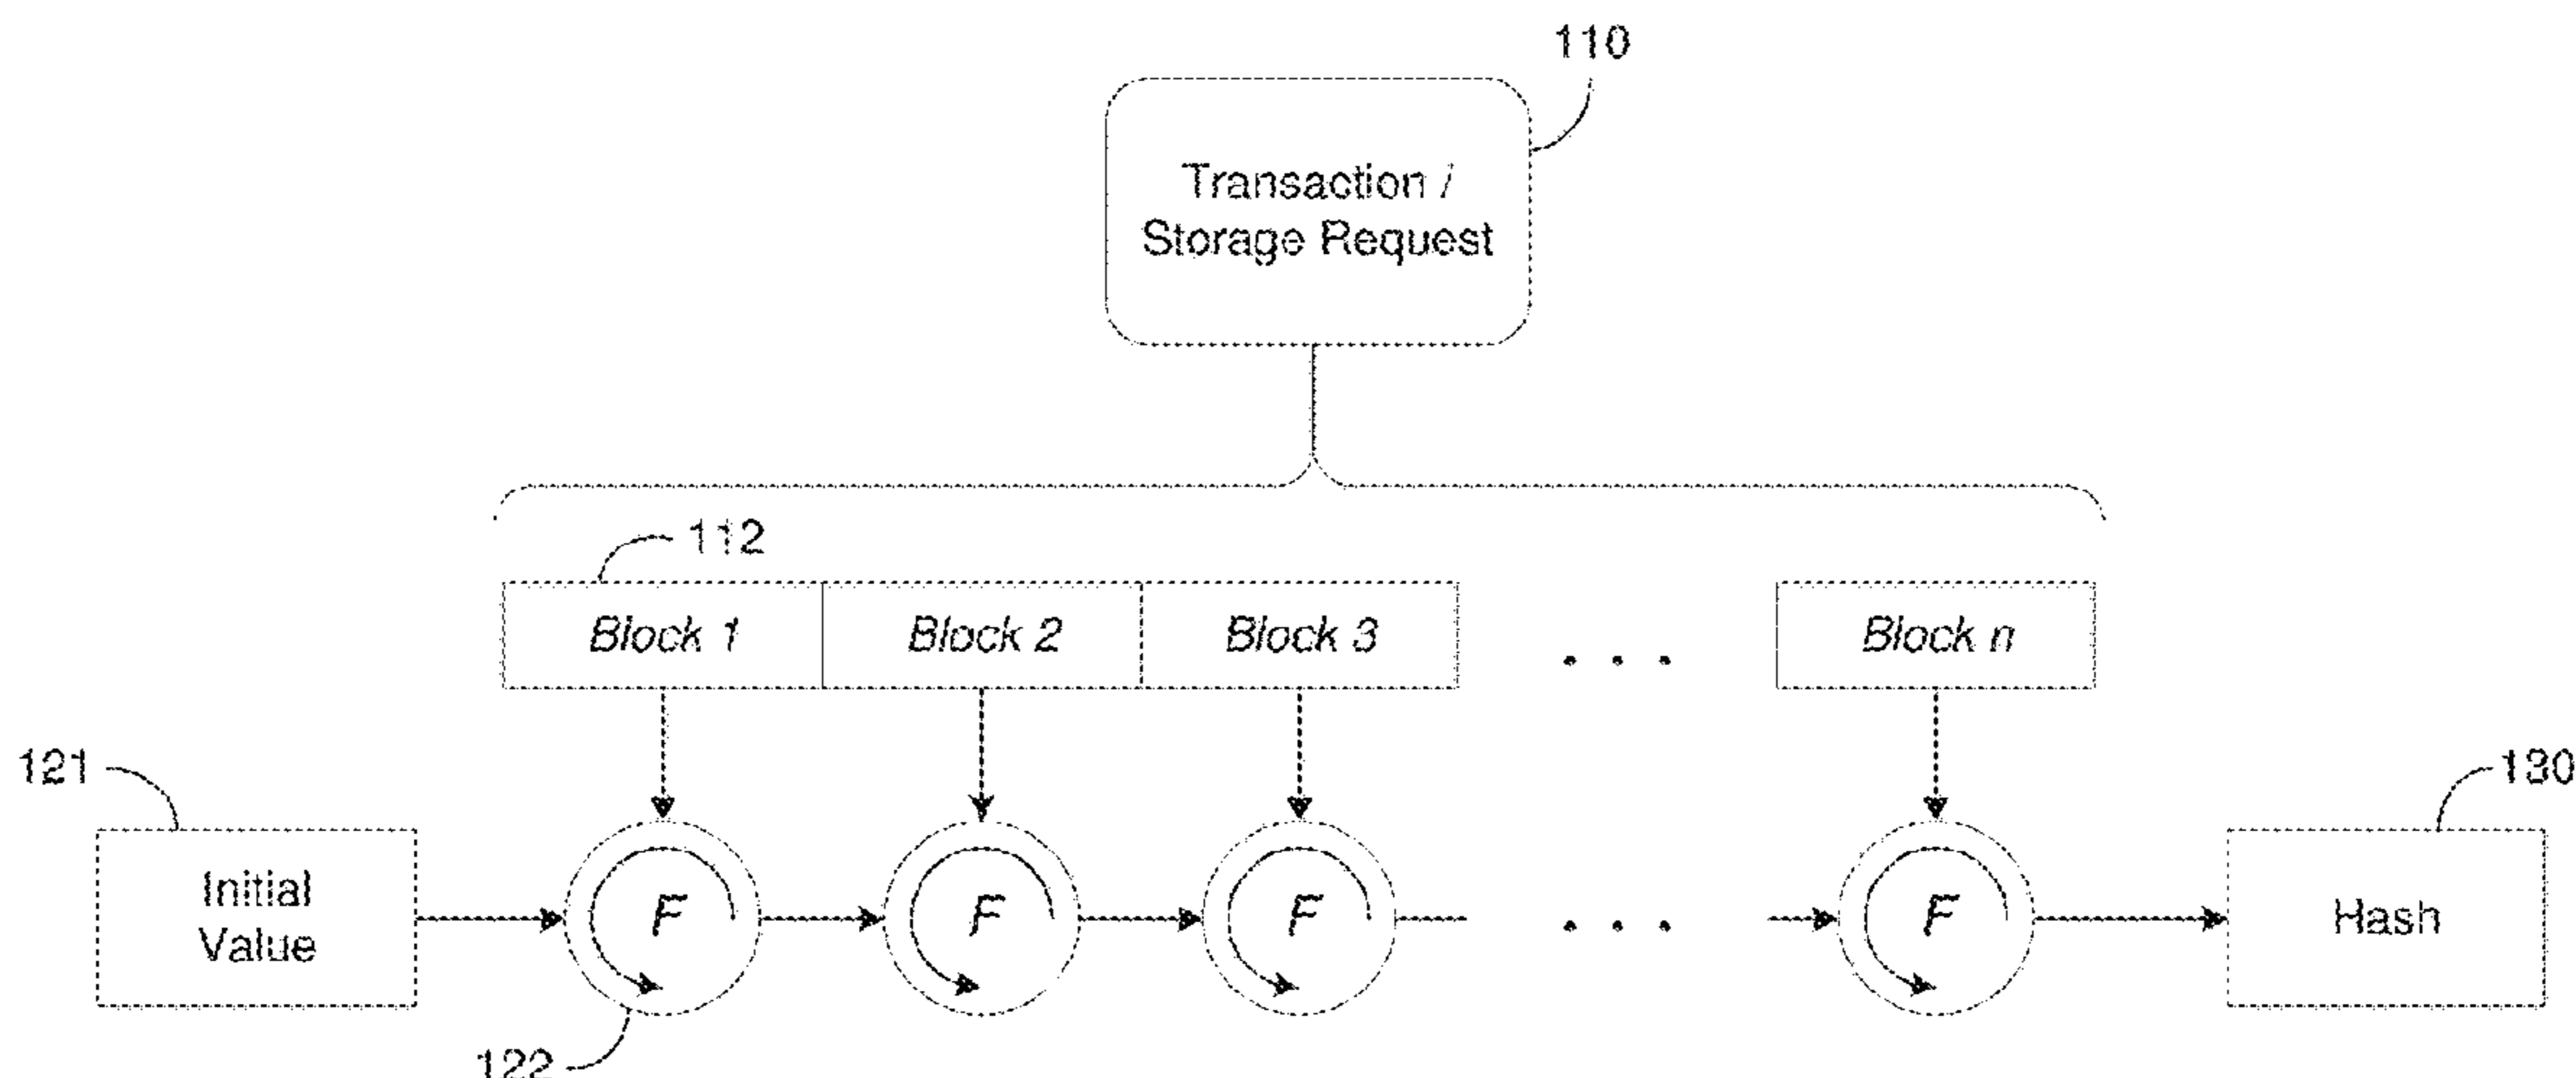 110
Transaction /
Storage Request
112
Block 1 Block 2 Block 3 . . . Block n
121
130
Initial
Value
F F F . . . F
Hash
122